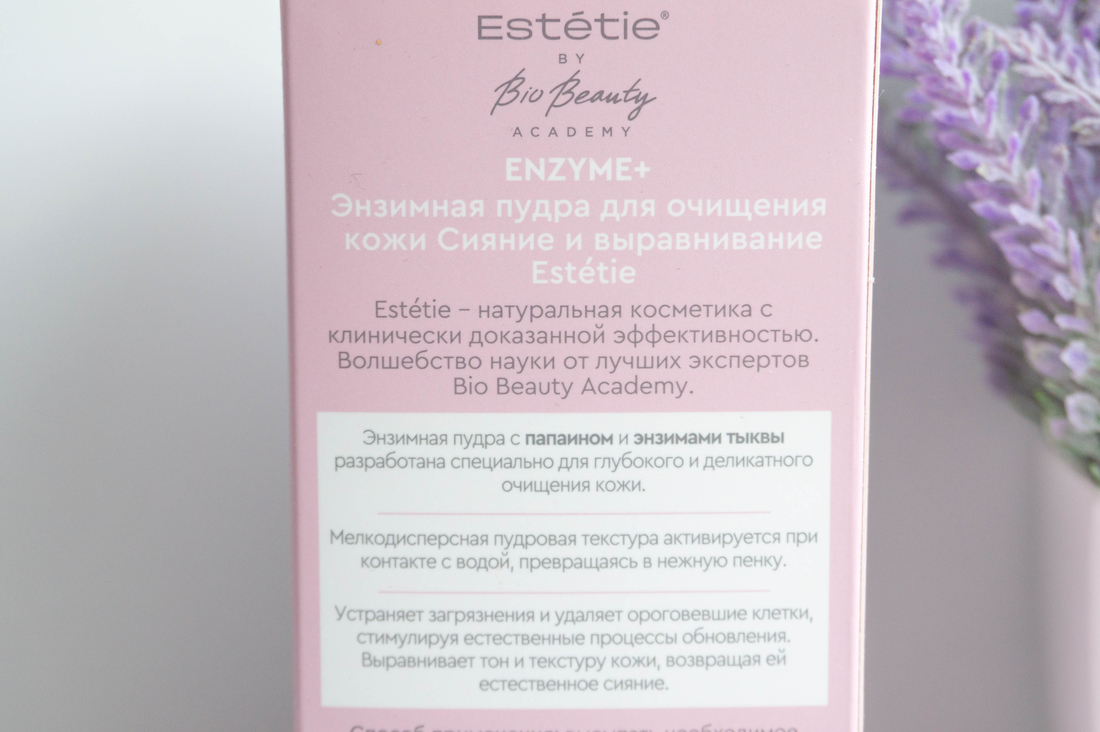 Estétie®
BY
Bio Beauty
ACADEMY
ENZYME+
Энзимная пудра для очищения
кожи Сияние и выравнивание
Estétie
Estétie – натуральная косметика с
клинически доказанной эффективностью.
Волшебство науки от лучших экспертов
Bio Beauty Academy.
Энзимная пудра с папаином и энзимами тыквы
разработана специально для глубокого и деликатного
очищения кожи.
Мелкодисперсная пудровая текстура активируется при
контакте с водой, превращаясь в нежную пенку.
Устраняет загрязнения и удаляет ороговевшие клетки,
стимулируя естественные процессы обновления.
Выравнивает тон и текстуру кожи, возвращая ей
естественное сияние.